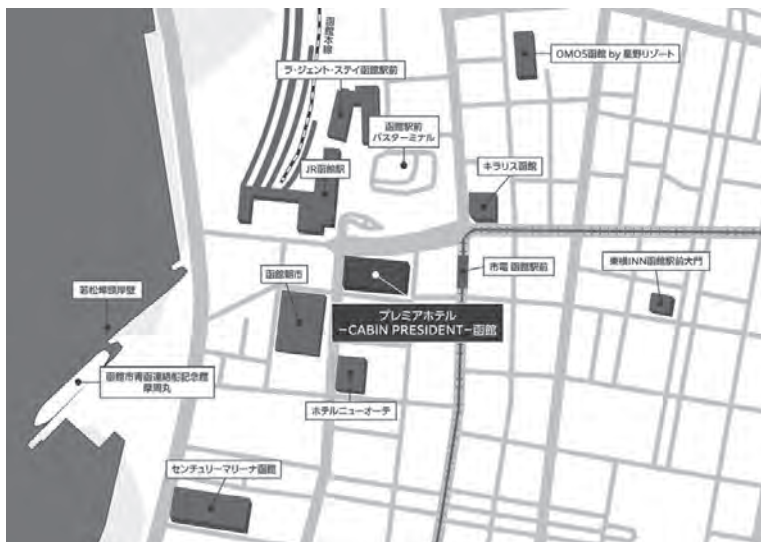 函館本線
OMO5函館 by 星野リゾート
ラ・ジェント・ステイ函館駅前
函館駅前
バスターミナル
JR函館駅
キラリス函館
函館朝市
市電 函館駅前
東横INN函館駅前大門
若松埠頭岸壁
プレミアホテル
−CABIN PRESIDENT−函館
函館市青函連絡船記念館
摩周丸
ホテルニューオーテ
センチュリーマリーナ函館